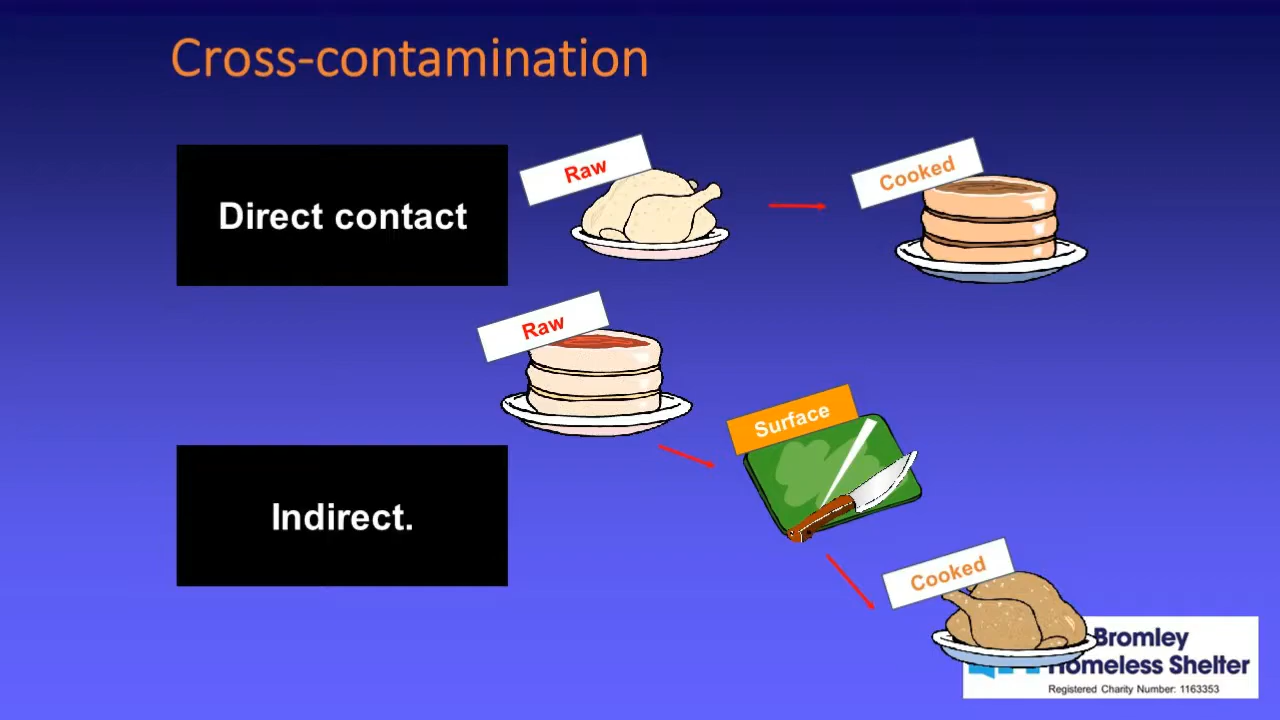 Cross-contamination
Direct contact
Raw
Cooked
Raw
Surface
Indirect.
Cooked
Bromley
Homeless Shelter
Registered Charity Number: 1163353